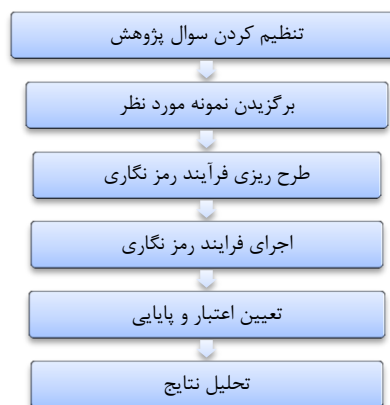 تنظیم کردن سوال پژوهش
برگزیدن نمونه مورد نظر
طرح ریزی فرآیند رمز نگاری
اجرای فرایند رمز نگاری
تعیین اعتبار و پایایی
تحلیل نتایج